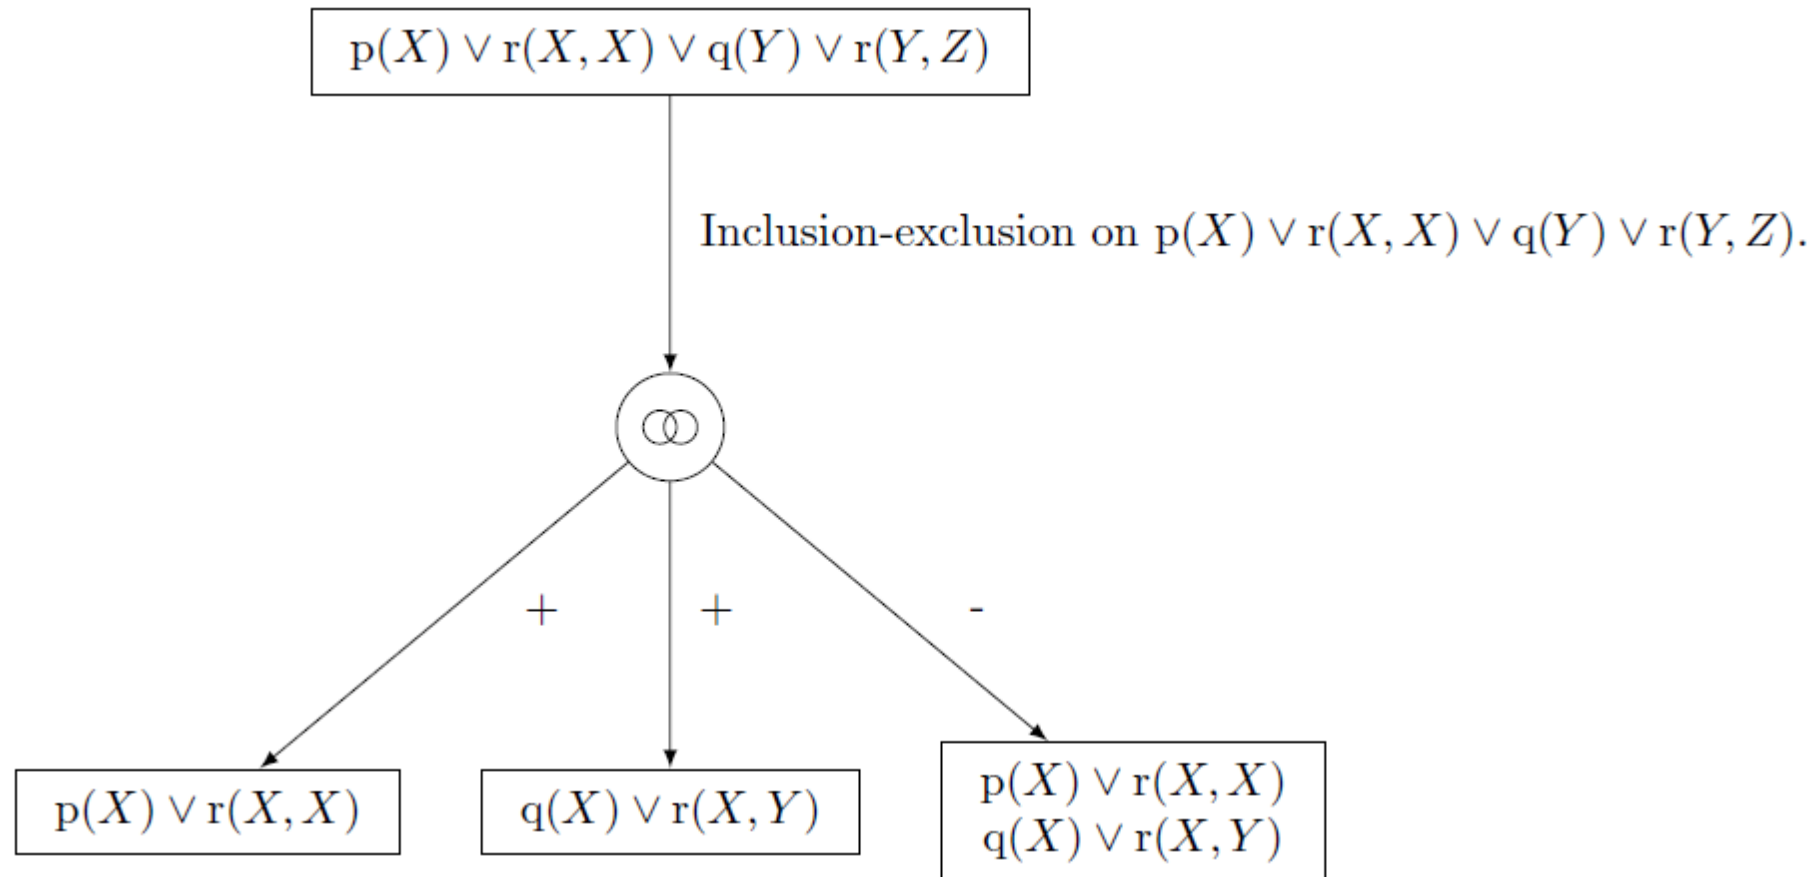 p(X) ∨ r(X, X) ∨ q(Y) ∨ r(Y, Z)
Inclusion-exclusion on p(X) ∨ r(X, X) ∨ q(Y) ∨ r(Y, Z).
+ + -
p(X) ∨ r(X, X)
q(X) ∨ r(X, Y)
p(X) ∨ r(X, X)
q(X) ∨ r(X, Y)